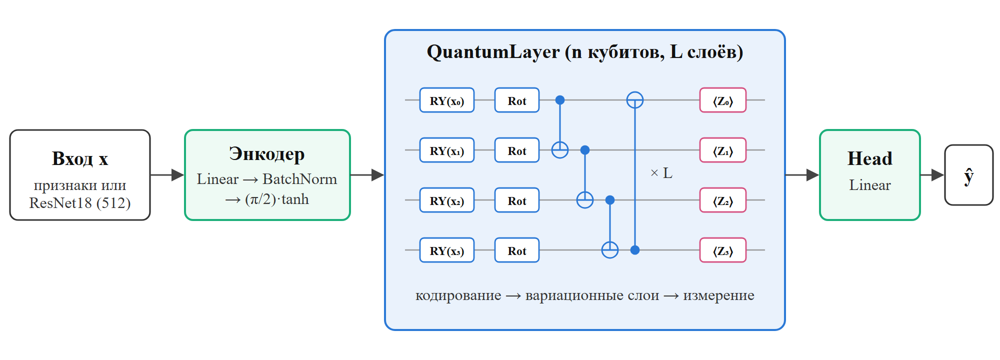 Вход x
признаки или
ResNet18 (512)
Энкодер
Linear → BatchNorm
→ (π/2)·tanh
QuantumLayer (n кубитов, L слоёв)
RY(x₀) Rot ⟨Z₀⟩
RY(x₁) Rot ⟨Z₁⟩
× L
RY(x₂) Rot ⟨Z₂⟩
RY(x₃) Rot ⟨Z₃⟩
кодирование → вариационные слои → измерение
Head
Linear
ŷ